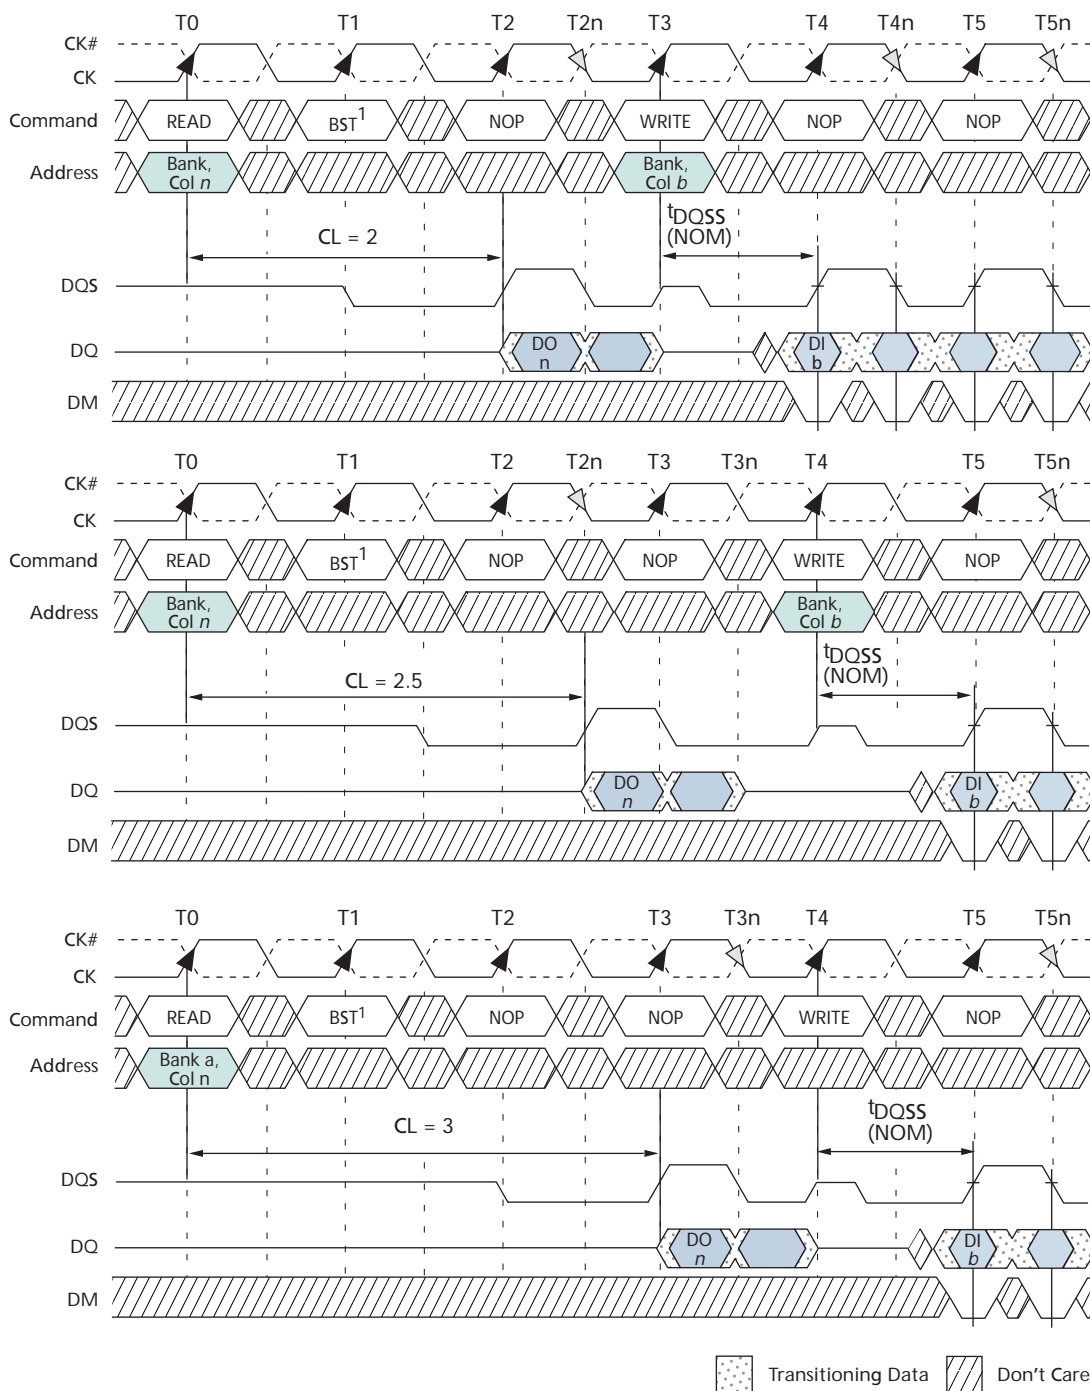 T0 T1 T2 T2n T3 T4 T4n T5 T5n
CK#
CK
Command READ BST1 NOP WRITE NOP NOP
Address Bank, Col n Bank, Col b
CL = 2
tDQSS (NOM)
DQS
DQ DO n DI b
DM
T0 T1 T2 T2n T3 T3n T4 T5 T5n
CK#
CK
Command READ BST1 NOP NOP WRITE NOP
Address Bank, Col n Bank, Col b
CL = 2.5
tDQSS (NOM)
DQS
DQ DO n DI b
DM
T0 T1 T2 T3 T3n T4 T5 T5n
CK#
CK
Command READ BST1 NOP NOP WRITE NOP
Address Bank a, Col n
CL = 3
tDQSS (NOM)
DQS
DQ DO n DI b
DM
Transitioning Data Don't Care